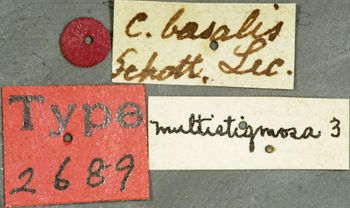 C. basalis
Schott, Lec.
Type
2689
multistigmosa 3